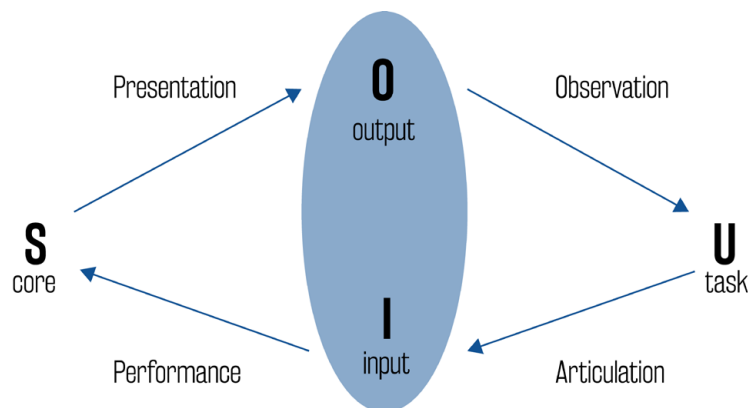 Presentation
O
output
Observation
S
core
U
task
I
input
Performance
Articulation